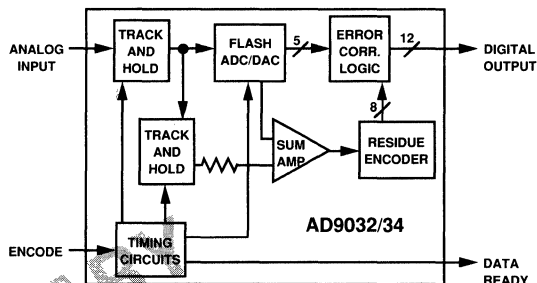 ANALOG
INPUT
TRACK
AND
HOLD
FLASH
ADC/DAC
5
ERROR
CORR.
LOGIC
12
DIGITAL
OUTPUT
8
TRACK
AND
HOLD
SUM
AMP
RESIDUE
ENCODER
AD9032/34
ENCODE
TIMING
CIRCUITS
DATA
READY